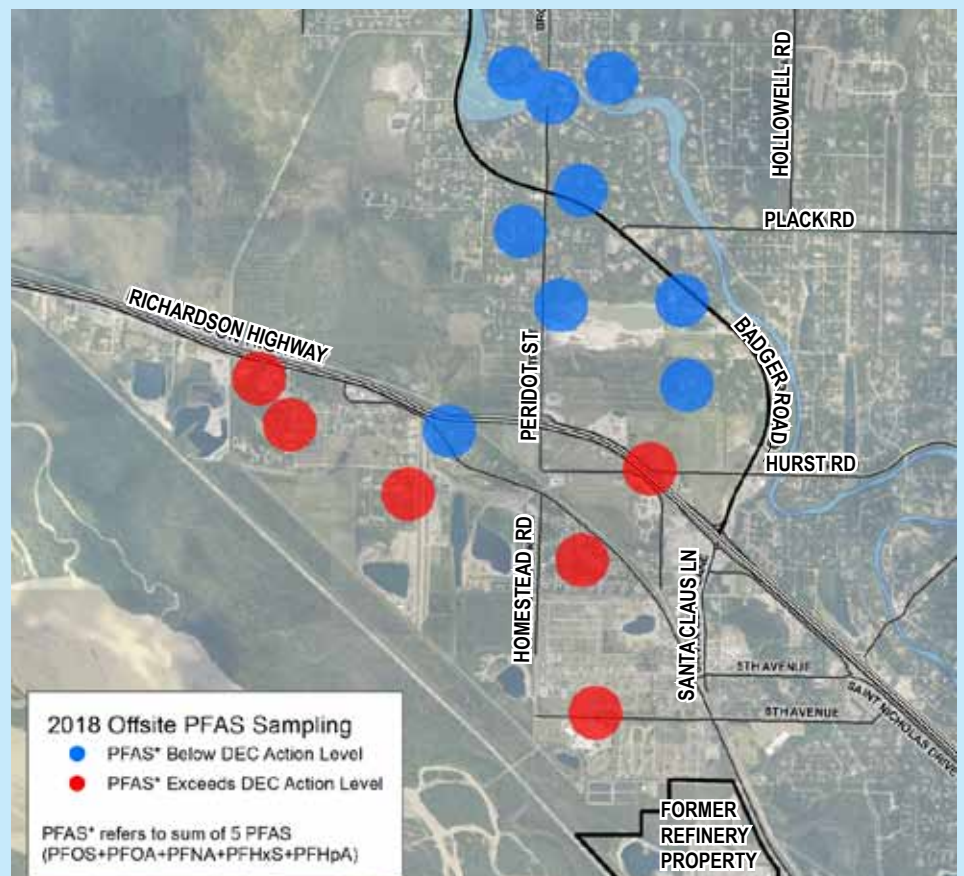 BRO
HOLLOWELL RD
PLACK RD
RICHARDSON HIGHWAY
PERIDOT ST
BADGER ROAD
HURST RD
HOMESTEAD RD
SANTA CLAUS LN
5TH AVENUE
SAINT NICHOLAS DRIVE
8TH AVENUE
2018 Offsite PFAS Sampling
PFAS* Below DEC Action Level
PFAS* Exceeds DEC Action Level
PFAS* refers to sum of 5 PFAS
(PFOS+PFOA+PFNA+PFHxS+PFHpA)
FORMER
REFINERY
PROPERTY